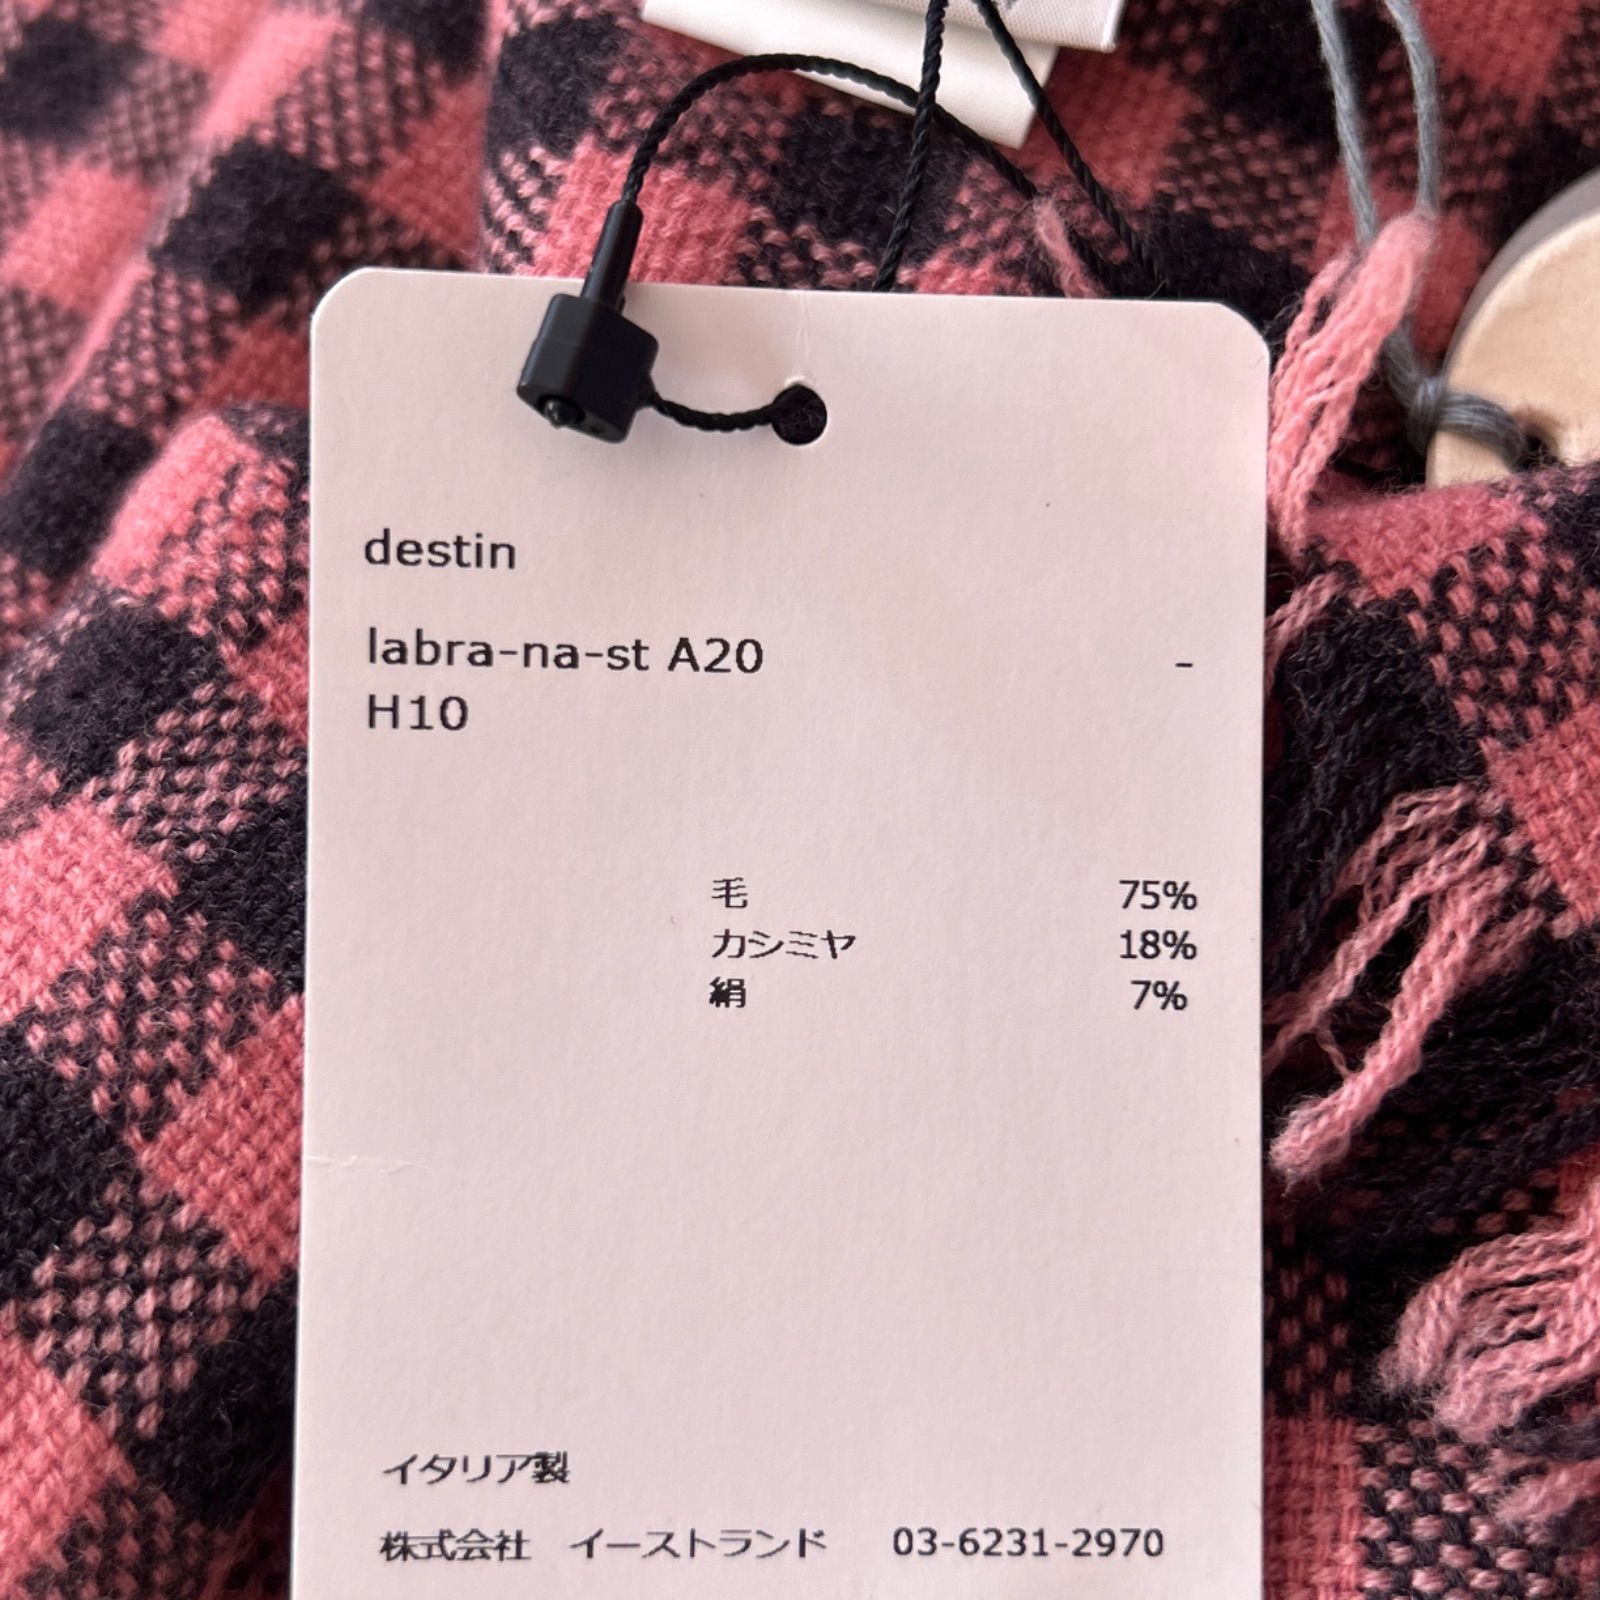 destin
labra-na-st A20 -
H10
毛 75%
カシミヤ 18%
絹 7%
イタリア製
株式会社 イーストランド 03-6231-2970